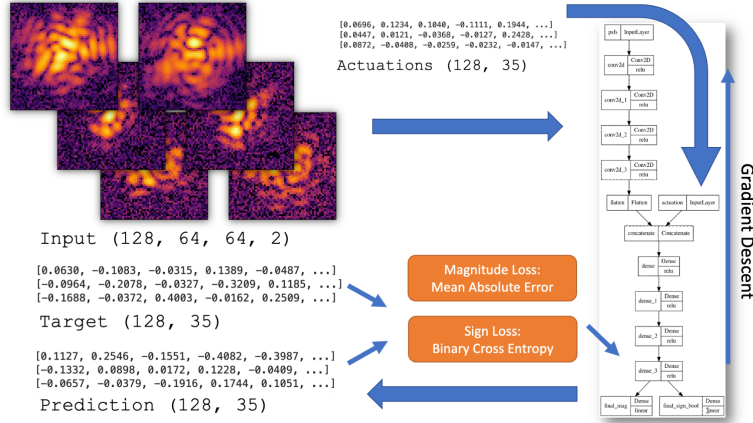 [0.0696, 0.1234, 0.1040, -0.1111, 0.1944, ...]
[0.0447, 0.0121, -0.0368, -0.0127, 0.2428, ...]
[0.0872, -0.0408, -0.0259, -0.0232, -0.0147, ...]
Actuations (128, 35)
Input (128, 64, 64, 2)
[0.0630, -0.1083, -0.0315, 0.1389, -0.0487, ...]
[-0.0964, -0.2078, -0.0327, -0.3209, 0.1185, ...]
[-0.1688, -0.0372, 0.4003, -0.0162, 0.2509, ...]
Target (128, 35)
[0.1127, 0.2546, -0.1551, -0.4082, -0.3987, ...]
[-0.1332, 0.0898, 0.0172, 0.1228, -0.0409, ...]
[-0.0657, -0.0379, -0.1916, 0.1744, 0.1051, ...]
Prediction (128, 35)
Magnitude Loss:
Mean Absolute Error
Sign Loss:
Binary Cross Entropy
psfs InputLayer
conv2d Conv2D
relu
conv2d_1 Conv2D
relu
conv2d_2 Conv2D
relu
conv2d_3 Conv2D
relu
flatten Flatten
actuation InputLayer
concatenate Concatenate
dense Dense
relu
dense_1 Dense
relu
dense_2 Dense
relu
dense_3 Dense
relu
final_mag Dense
linear
final_sign_bool Dense
linear
Gradient Descent